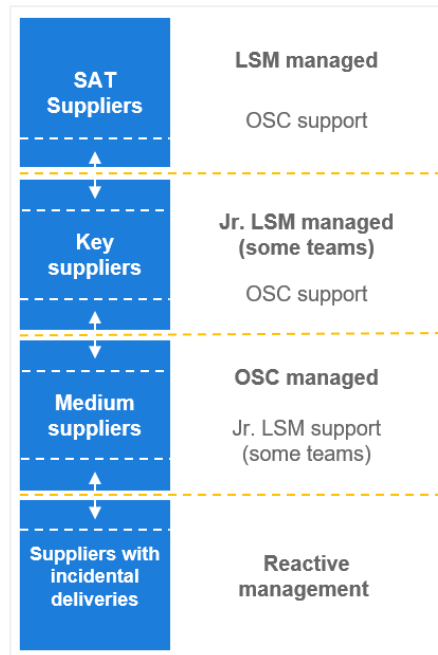 SAT
Suppliers
LSM managed
OSC support
Key
suppliers
Jr. LSM managed
(some teams)
OSC support
Medium
suppliers
OSC managed
Jr. LSM support
(some teams)
Suppliers with
incidental
deliveries
Reactive
management